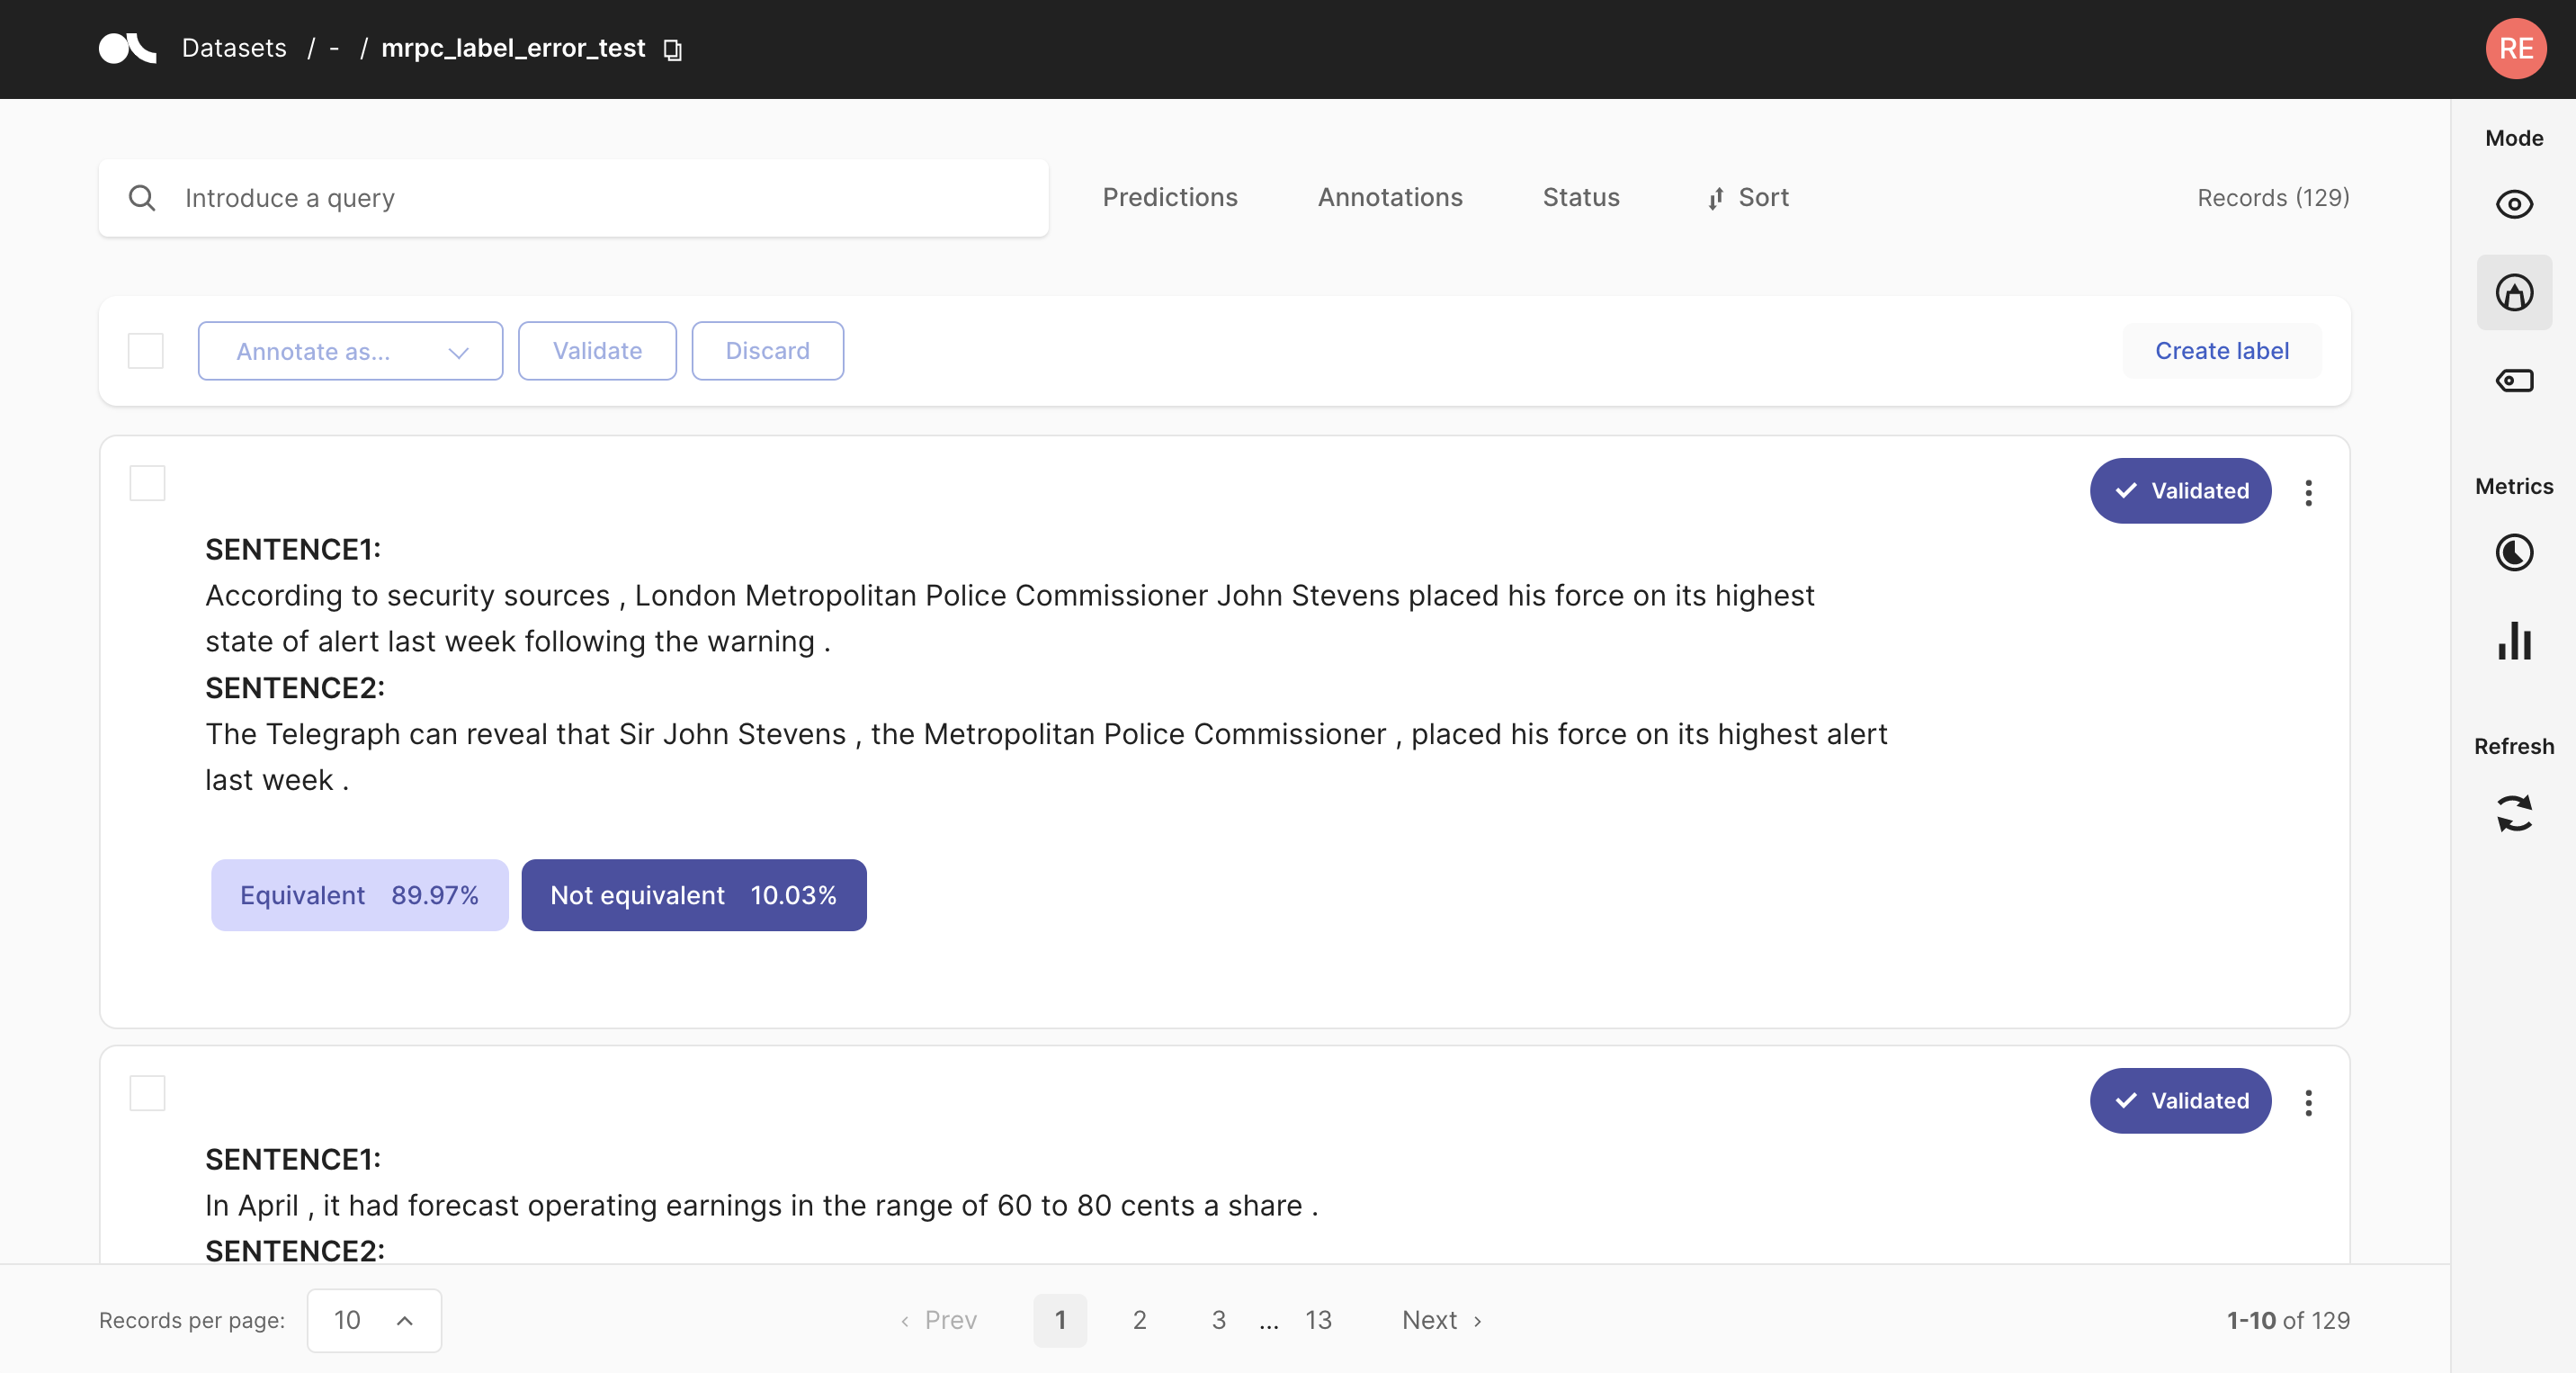 Datasets / - / mrpc_label_error_test
RE
Introduce a query
Predictions
Annotations
Status
Sort
Records (129)
Annotate as...
Validate
Discard
Create label
Validated
SENTENCE1:
According to security sources , London Metropolitan Police Commissioner John Stevens placed his force on its highest
state of alert last week following the warning .
SENTENCE2:
The Telegraph can reveal that Sir John Stevens , the Metropolitan Police Commissioner , placed his force on its highest alert
last week .
Equivalent 89.97%
Not equivalent 10.03%
Validated
SENTENCE1:
In April , it had forecast operating earnings in the range of 60 to 80 cents a share .
SENTENCE2:
Records per page: 10
‹ Prev 1 2 3 ... 13 Next ›
1-10 of 129
Mode
Metrics
Refresh